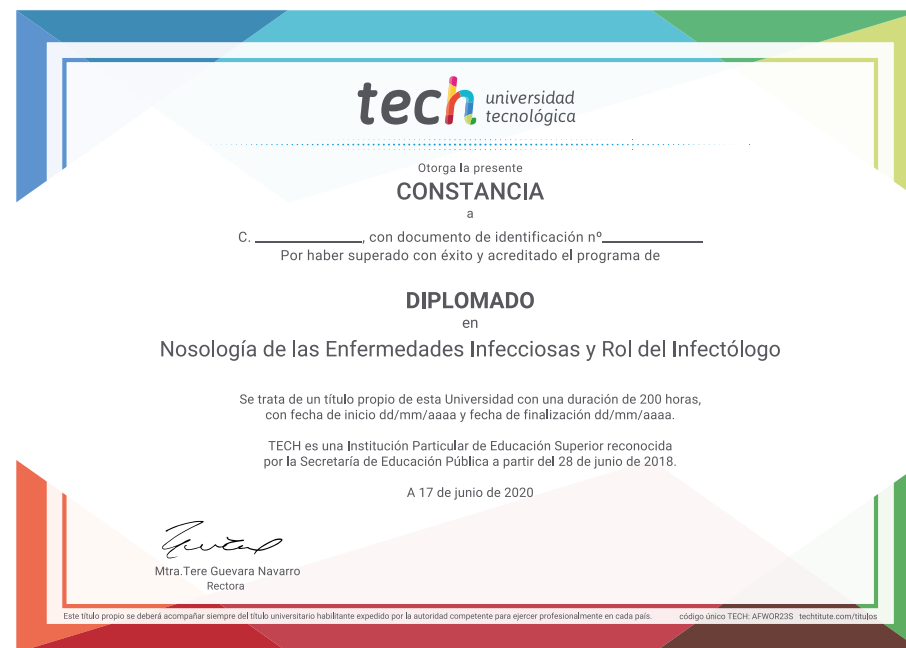 tech universidad
tecnológica
Otorga la presente
CONSTANCIA
a
C. ____________, con documento de identificación nº____________
Por haber superado con éxito y acreditado el programa de
DIPLOMADO
en
Nosología de las Enfermedades Infecciosas y Rol del Infectólogo
Se trata de un título propio de esta Universidad con una duración de 200 horas,
con fecha de inicio dd/mm/aaaa y fecha de finalización dd/mm/aaaa.
TECH es una Institución Particular de Educación Superior reconocida
por la Secretaría de Educación Pública a partir del 28 de junio de 2018.
A 17 de junio de 2020
Mtra.Tere Guevara Navarro
Rectora
Este título propio se deberá acompañar siempre del título universitario habilitante expedido por la autoridad competente para ejercer profesionalmente en cada país. código único TECH: AFWOR23S techtitute.com/títulos